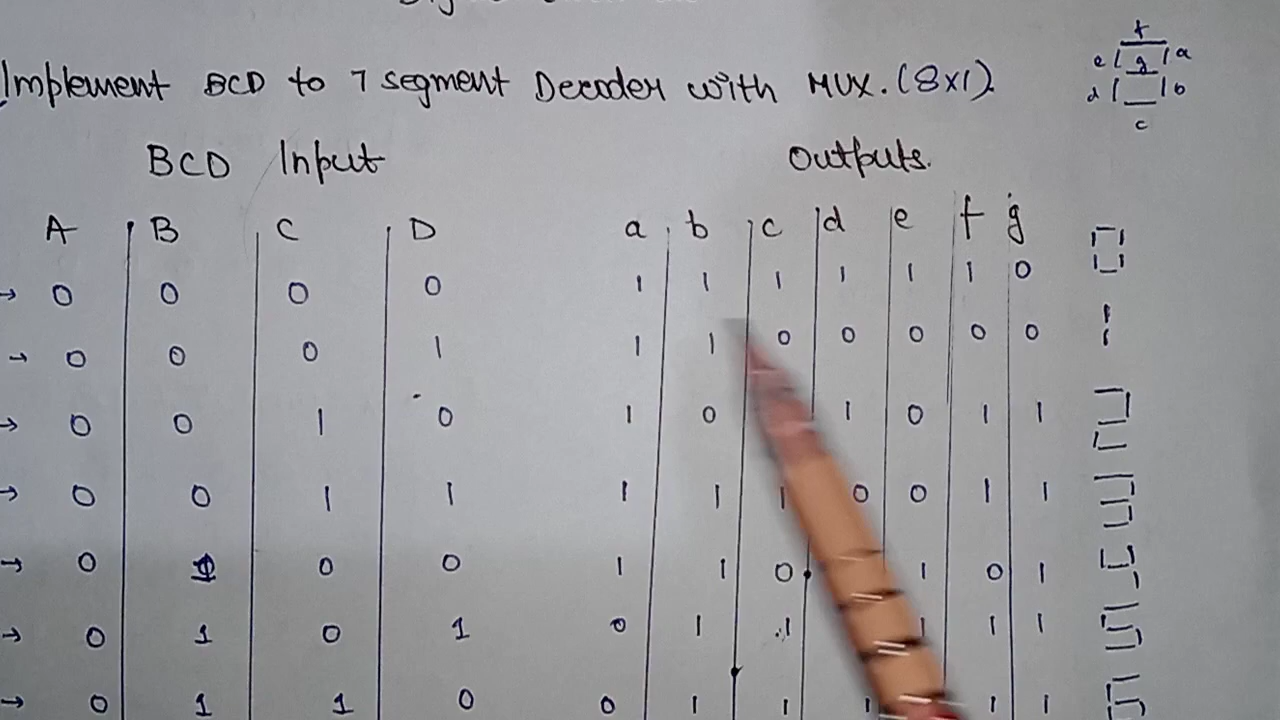 Implement BCD to 7 segment Decoder with MUX. (8x1).
f
e g a
d b
c
BCD Input Outputs.
A B C D a b c d e f g
→ 0 0 0 0 1 1 1 1 1 1 0
→ 0 0 0 1 1 1 0 0 0 0 0
→ 0 0 1 0 1 0 1 0 1 1
→ 0 0 1 1 1 1 1 0 0 1 1
→ 0 1 0 0 1 1 0 1 0 1
→ 0 1 0 1 0 1 1 1 1 1
→ 0 1 1 0 0 1 1 1 1 1